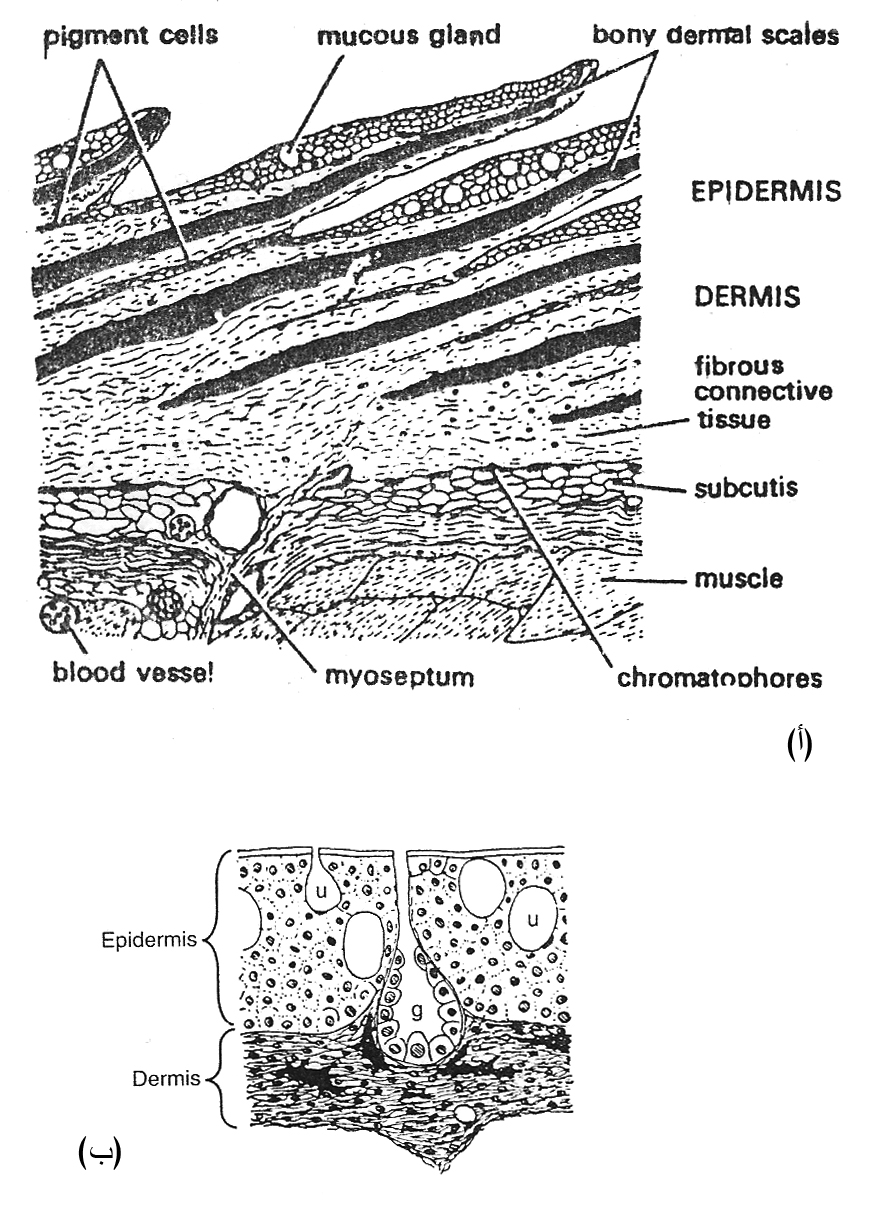 pigment cells
mucous gland
bony dermal scales
EPIDERMIS
DERMIS
fibrous
connective
tissue
subcutis
muscle
blood vessel
myoseptum
chromatophores
(أ)
Epidermis
u
u
g
Dermis
(ب)